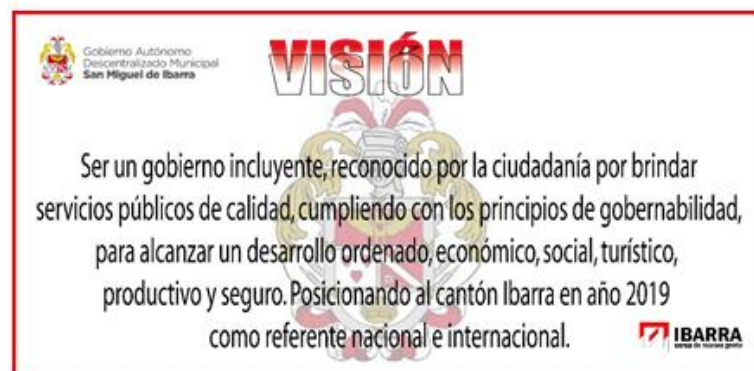 Gobierno Autónomo
Descentralizado Municipal
San Miguel de Ibarra
VISIÓN
Ser un gobierno incluyente, reconocido por la ciudadanía por brindar
servicios públicos de calidad, cumpliendo con los principios de gobernabilidad,
para alcanzar un desarrollo ordenado, económico, social, turístico,
productivo y seguro. Posicionando al cantón Ibarra en año 2019
como referente nacional e internacional.
IBARRA